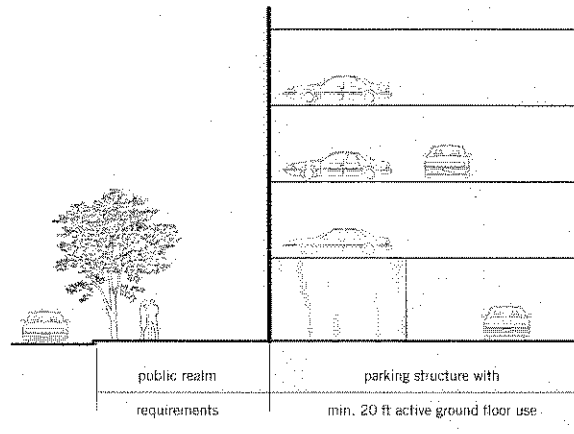 public realm
requirements
parking structure with
min. 20 ft active ground floor use